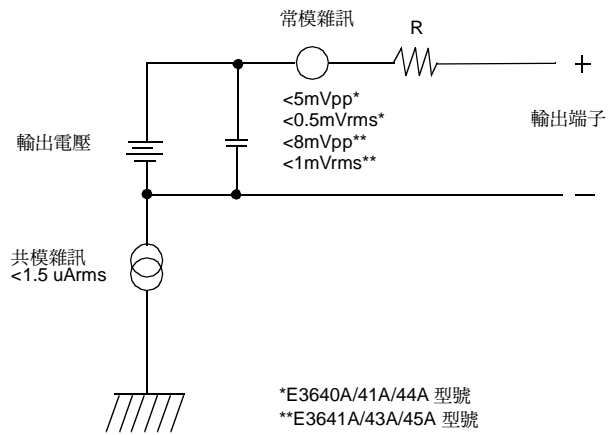 常模雜訊
R
+
<5mVpp*
<0.5mVrms*
<8mVpp**
<1mVrms**
輸出端子
輸出電壓
—
共模雜訊
<1.5 uArms
*E3640A/41A/44A 型號
**E3641A/43A/45A 型號